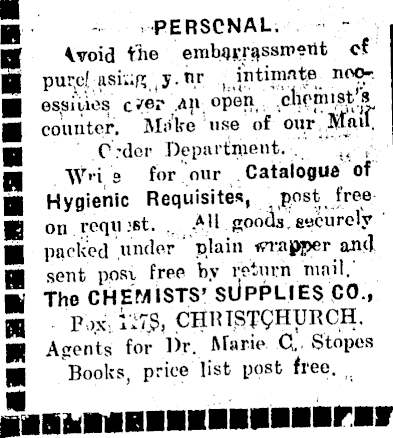 PERSONAL.
Avoid the embarrassment of
purchasing your intimate nec-
essities over an open chemist's
counter. Make use of our Mail
Order Department.
Write for our Catalogue of
Hygienic Requisites, post free
on request. All goods securely
packed under plain wrapper and
sent post free by return mail.
The CHEMISTS' SUPPLIES CO.,
Box CHRISTCHURCH.
Agents for Dr. Marie C. Stopes
Books, price list post free.